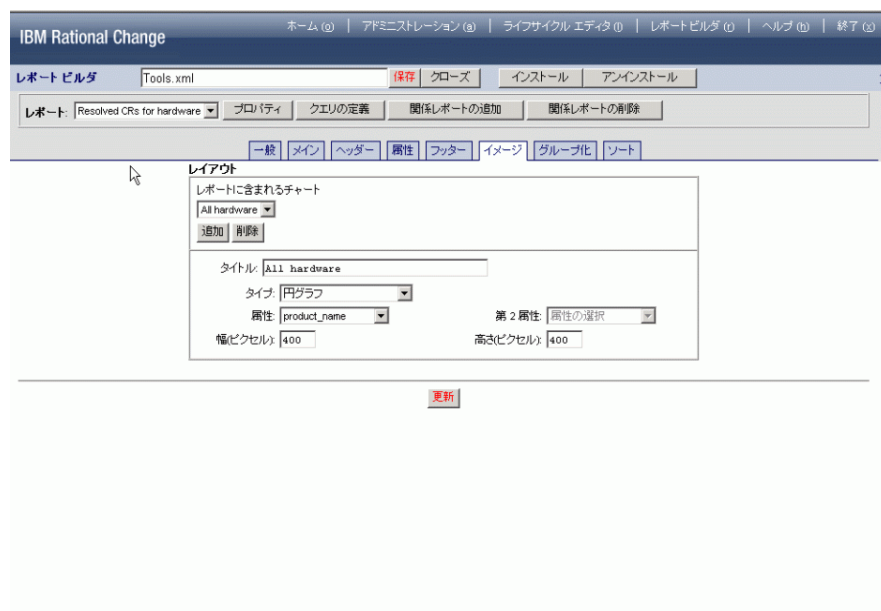 IBM Rational Change
ホーム (o) | アドミニストレーション (a) | ライフサイクル エディタ (l) | レポートビルダ (r) | ヘルプ (h) | 終了 (x)
レポート ビルダ Tools.xml 保存 クローズ インストール アンインストール
レポート: Resolved CRs for hardware プロパティ クエリの定義 関係レポートの追加 関係レポートの削除
一般 メイン ヘッダー 属性 フッター イメージ グループ化 ソート
レイアウト
レポートに含まれるチャート
All hardware
追加 削除
タイトル: All hardware
タイプ: 円グラフ
属性: product_name 第 2 属性: 属性の選択
幅(ピクセル): 400 高さ(ピクセル): 400
更新